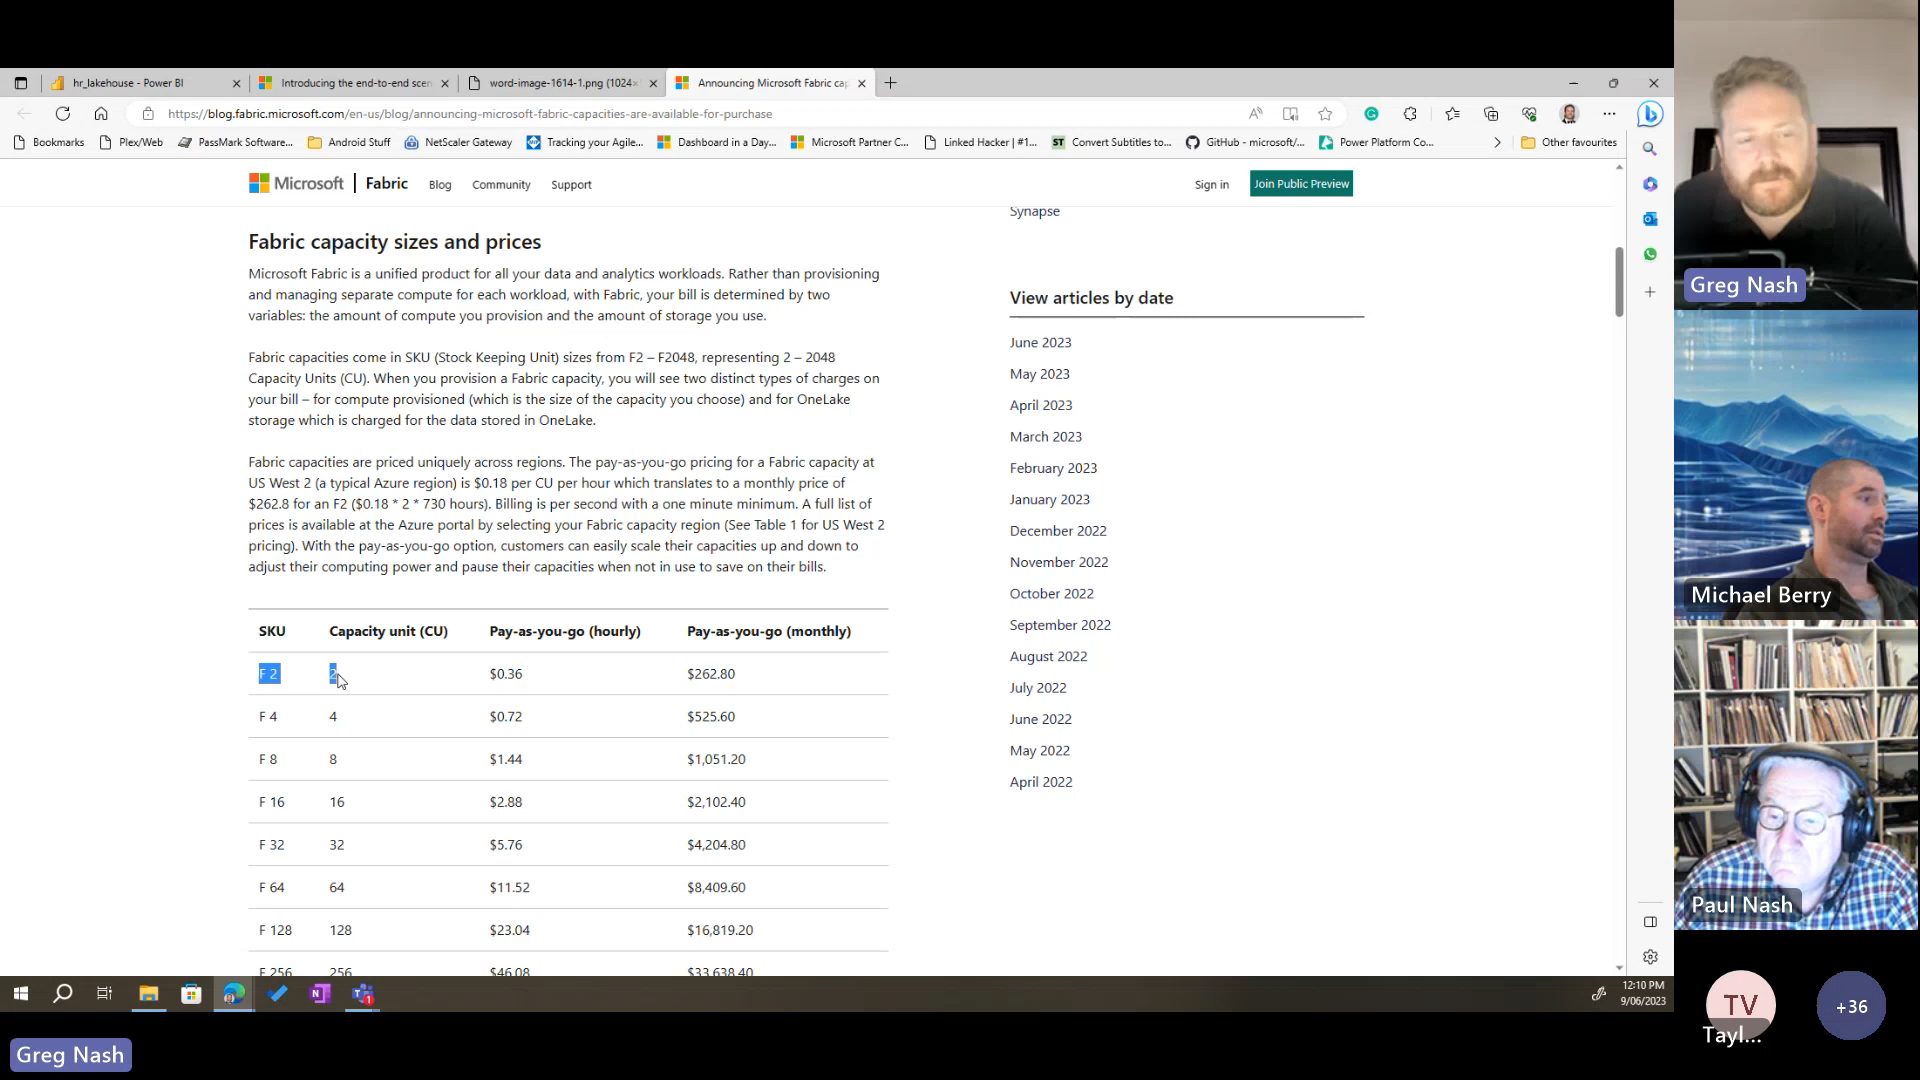 hr_lakehouse - Power BI
Introducing the end-to-end scen
word-image-1614-1.png (1024×
Announcing Microsoft Fabric cap
https://blog.fabric.microsoft.com/en-us/blog/announcing-microsoft-fabric-capacities-are-available-for-purchase
Bookmarks
Plex/Web
PassMark Software...
Android Stuff
NetScaler Gateway
Tracking your Agile...
Dashboard in a Day...
Microsoft Partner C...
Linked Hacker | #1...
ST
Convert Subtitles to...
GitHub - microsoft/...
Power Platform Co...
Other favourites
Microsoft
Fabric
Blog
Community
Support
Sign in
Join Public Preview
Synapse
Fabric capacity sizes and prices
Microsoft Fabric is a unified product for all your data and analytics workloads. Rather than provisioning
and managing separate compute for each workload, with Fabric, your bill is determined by two
variables: the amount of compute you provision and the amount of storage you use.
Fabric capacities come in SKU (Stock Keeping Unit) sizes from F2 – F2048, representing 2 – 2048
Capacity Units (CU). When you provision a Fabric capacity, you will see two distinct types of charges on
your bill – for compute provisioned (which is the size of the capacity you choose) and for OneLake
storage which is charged for the data stored in OneLake.
Fabric capacities are priced uniquely across regions. The pay-as-you-go pricing for a Fabric capacity at
US West 2 (a typical Azure region) is $0.18 per CU per hour which translates to a monthly price of
$262.8 for an F2 ($0.18 * 2 * 730 hours). Billing is per second with a one minute minimum. A full list of
prices is available at the Azure portal by selecting your Fabric capacity region (See Table 1 for US West 2
pricing). With the pay-as-you-go option, customers can easily scale their capacities up and down to
adjust their computing power and pause their capacities when not in use to save on their bills.
SKU Capacity unit (CU) Pay-as-you-go (hourly) Pay-as-you-go (monthly)
F 2 2 $0.36 $262.80
F 4 4 $0.72 $525.60
F 8 8 $1.44 $1,051.20
F 16 16 $2.88 $2,102.40
F 32 32 $5.76 $4,204.80
F 64 64 $11.52 $8,409.60
F 128 128 $23.04 $16,819.20
F 256 256 $46.08 $33,638.40
View articles by date
June 2023
May 2023
April 2023
March 2023
February 2023
January 2023
December 2022
November 2022
October 2022
September 2022
August 2022
July 2022
June 2022
May 2022
April 2022
Greg Nash
Michael Berry
Paul Nash
TV
Tayl...
+36
12:10 PM
9/06/2023
Greg Nash